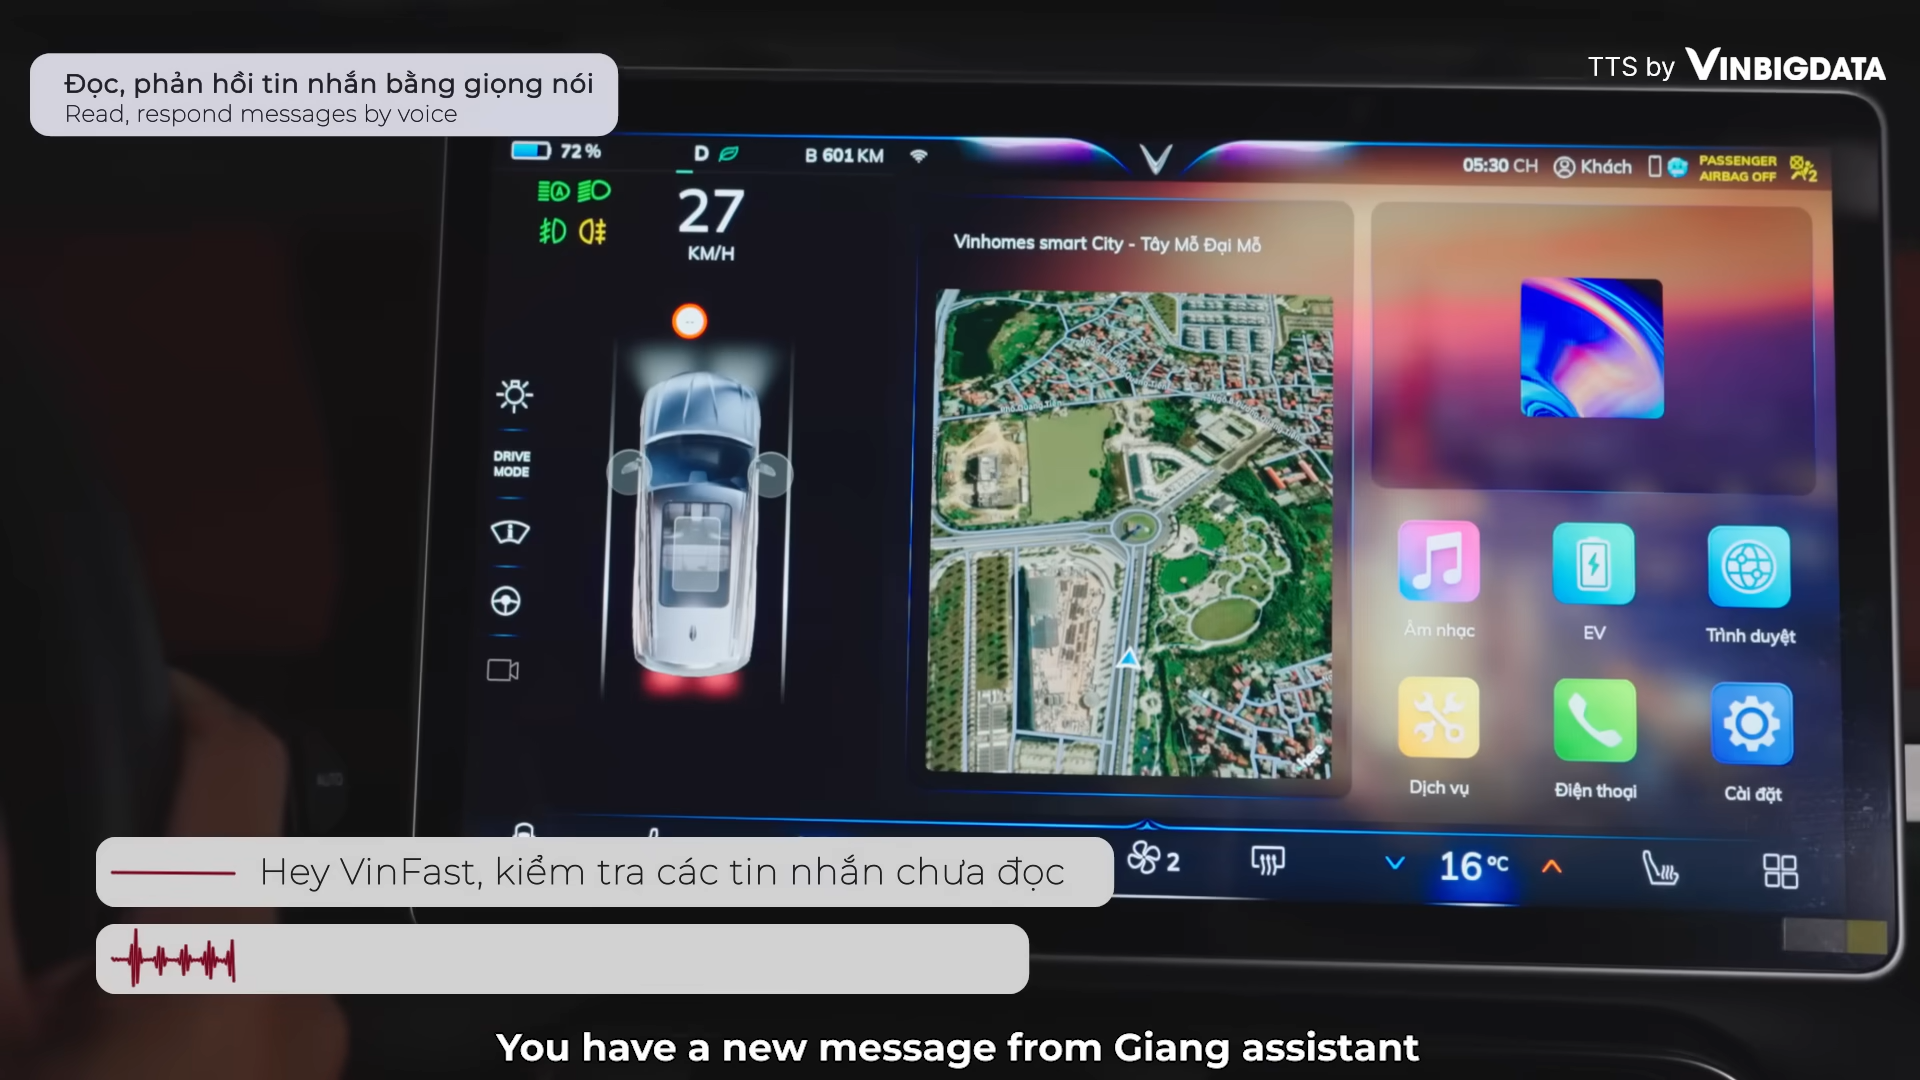 Đọc, phản hồi tin nhắn bằng giọng nói
Read, respond messages by voice
TTS by VINBIGDATA
72%
D
B 601 KM
05:30 CH
Khách
PASSENGER
AIRBAG OFF
2
27
KM/H
Vinhomes smart City - Tây Mỗ Đại Mỗ
DRIVE
MODE
here
Âm nhạc
EV
Trình duyệt
Dịch vụ
Điện thoại
Cài đặt
AUTO
2
16°C
Hey VinFast, kiểm tra các tin nhắn chưa đọc
You have a new message from Giang assistant